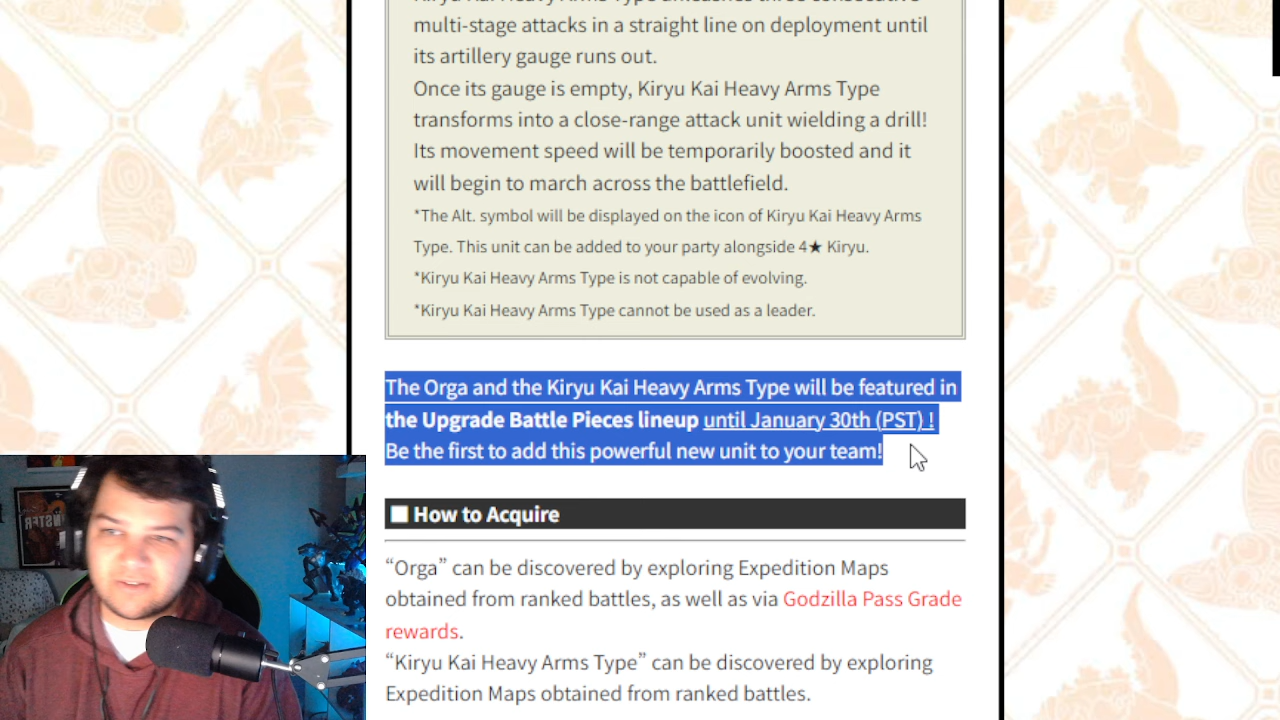 Kiryu Kai Heavy Arms Type unleashes three consecutive
multi-stage attacks in a straight line on deployment until
its artillery gauge runs out.
Once its gauge is empty, Kiryu Kai Heavy Arms Type
transforms into a close-range attack unit wielding a drill!
Its movement speed will be temporarily boosted and it
will begin to march across the battlefield.
*The Alt. symbol will be displayed on the icon of Kiryu Kai Heavy Arms
Type. This unit can be added to your party alongside 4★ Kiryu.
*Kiryu Kai Heavy Arms Type is not capable of evolving.
*Kiryu Kai Heavy Arms Type cannot be used as a leader.
The Orga and the Kiryu Kai Heavy Arms Type will be featured in
the Upgrade Battle Pieces lineup until January 30th (PST) !
Be the first to add this powerful new unit to your team!
■ How to Acquire
“Orga” can be discovered by exploring Expedition Maps
obtained from ranked battles, as well as via Godzilla Pass Grade
rewards.
“Kiryu Kai Heavy Arms Type” can be discovered by exploring
Expedition Maps obtained from ranked battles.